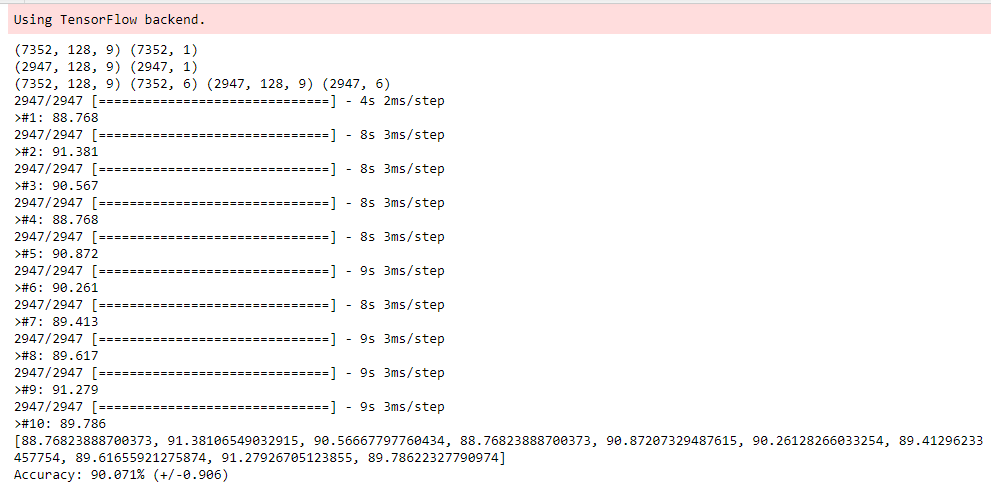 Using TensorFlow backend.
(7352, 128, 9) (7352, 1)
(2947, 128, 9) (2947, 1)
(7352, 128, 9) (7352, 6) (2947, 128, 9) (2947, 6)
2947/2947 [==============================] - 4s 2ms/step
>#1: 88.768
2947/2947 [==============================] - 8s 3ms/step
>#2: 91.381
2947/2947 [==============================] - 8s 3ms/step
>#3: 90.567
2947/2947 [==============================] - 8s 3ms/step
>#4: 88.768
2947/2947 [==============================] - 8s 3ms/step
>#5: 90.872
2947/2947 [==============================] - 9s 3ms/step
>#6: 90.261
2947/2947 [==============================] - 8s 3ms/step
>#7: 89.413
2947/2947 [==============================] - 9s 3ms/step
>#8: 89.617
2947/2947 [==============================] - 9s 3ms/step
>#9: 91.279
2947/2947 [==============================] - 9s 3ms/step
>#10: 89.786
[88.76823888700373, 91.38106549032915, 90.56667797760434, 88.76823888700373, 90.87207329487615, 90.26128266033254, 89.41296233
457754, 89.61655921275874, 91.27926705123855, 89.78622327790974]
Accuracy: 90.071% (+/-0.906)